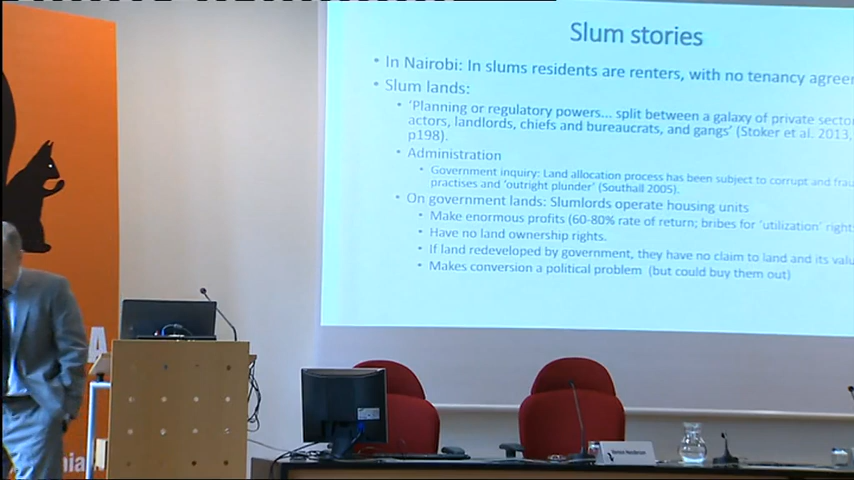 Slum stories
• In Nairobi: In slums residents are renters, with no tenancy agreem
• Slum lands:
• 'Planning or regulatory powers... split between a galaxy of private sector
actors, landlords, chiefs and bureaucrats, and gangs' (Stoker et al. 2013,
p198).
• Administration
• Government inquiry: Land allocation process has been subject to corrupt and frau
practises and 'outright plunder' (Southall 2005).
• On government lands: Slumlords operate housing units
• Make enormous profits (60-80% rate of return; bribes for 'utilization' right
• Have no land ownership rights.
• If land redeveloped by government, they have no claim to land and its valu
• Makes conversion a political problem (but could buy them out)
A
nia
Vernon Henderson